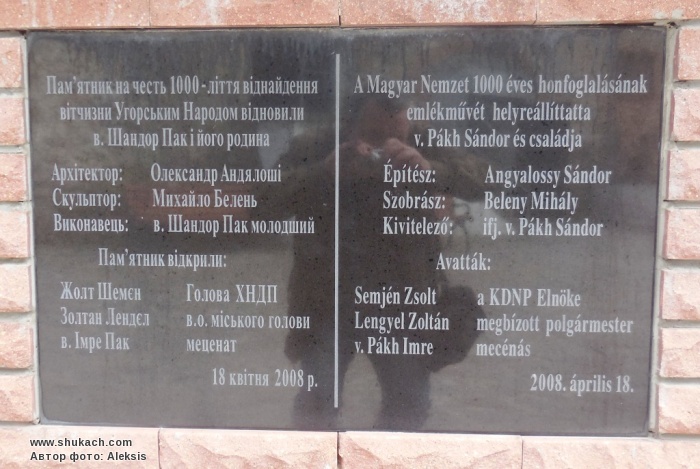 Пам’ятник на честь 1000 - ліття віднайдення
вітчизни Угорським Народом відновили
в. Шандор Пак і його родина
Архітектор: Олександр Андялоші
Скульптор: Михайло Белень
Виконавець: в. Шандор Пак молодший
Пам’ятник відкрили:
Жолт Шемєн Голова ХНДП
Золтан Лендєл в.о. міського голови
в. Імре Пак меценат
18 квітня 2008 р.
A Magyar Nemzet 1000 éves honfoglalásának
emlékművét helyreállíttatta
v. Pákh Sándor és családja
Építész: Angyalossy Sándor
Szobrász: Beleny Mihály
Kivitelező: ifj. v. Pákh Sándor
Avatták:
Semjén Zsolt a KDNP Elnöke
Lengyel Zoltán megbízott polgármester
v. Pákh Imre mecénás
2008. április 18.
www.shukach.com
Автор фото: Aleksis